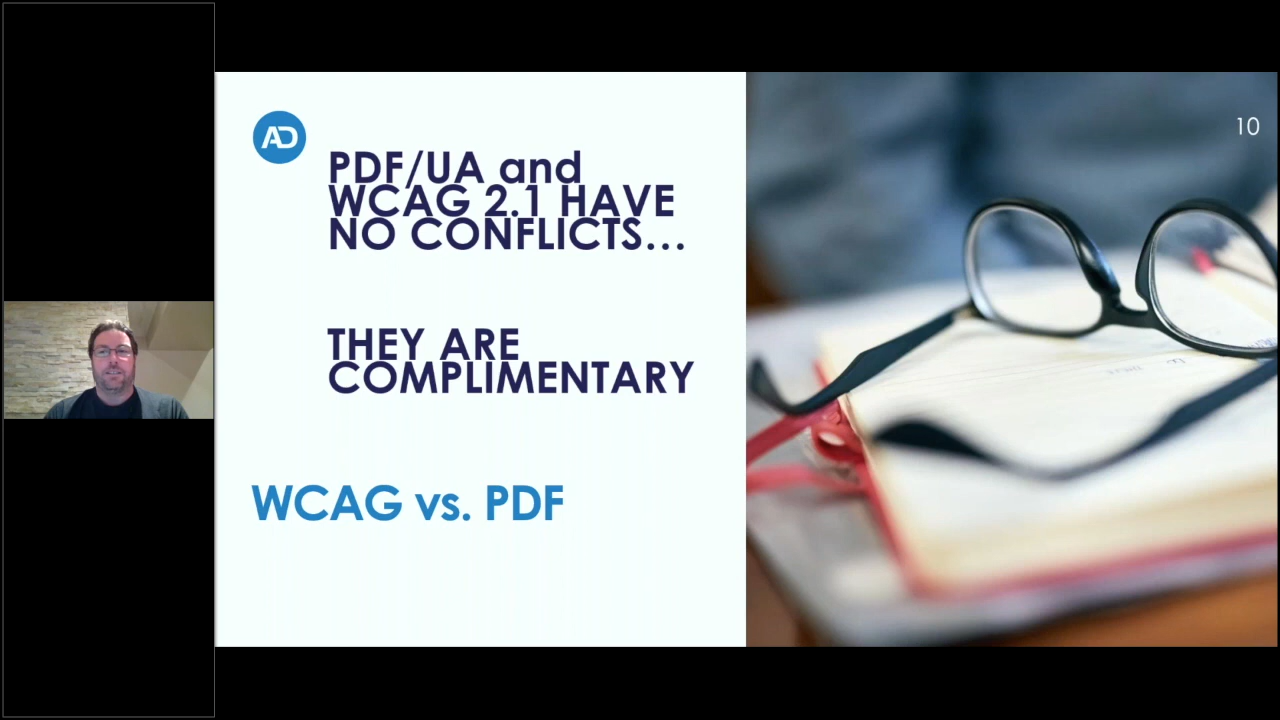 AD
10
PDF/UA and
WCAG 2.1 HAVE
NO CONFLICTS…
THEY ARE
COMPLIMENTARY
WCAG vs. PDF